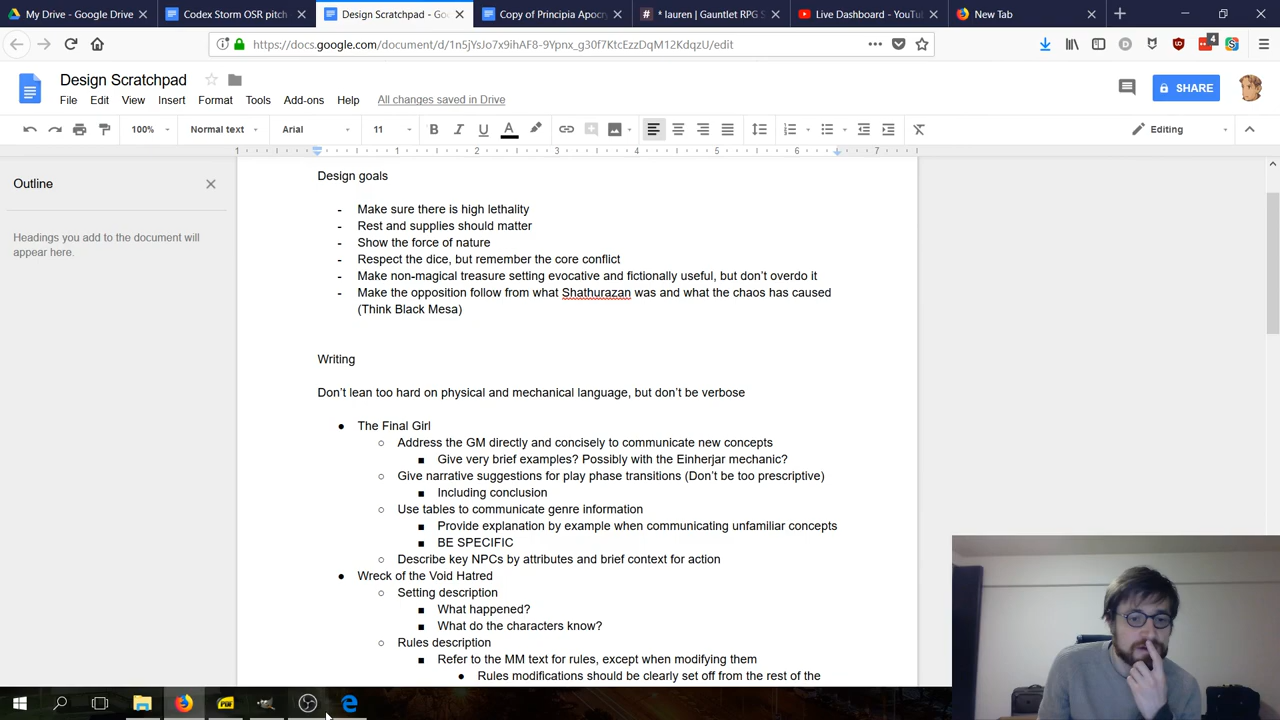 My Drive - Google Drive
Codex Storm OSR pitch
Design Scratchpad - Goo
Copy of Principia Apocry
* lauren | Gauntlet RPG S
Live Dashboard - YouTu
New Tab
https://docs.google.com/document/d/1n5jYsJo7x9ihAF8-9Ypnx_g30f7KtcEzzDqM12KdqzU/edit
4
Design Scratchpad
File Edit View Insert Format Tools Add-ons Help All changes saved in Drive
SHARE
100% Normal text Arial 11 B I U A Editing
1 1 2 3 4 5 6 7
Outline
Headings you add to the document will
appear here.
Design goals
- Make sure there is high lethality
- Rest and supplies should matter
- Show the force of nature
- Respect the dice, but remember the core conflict
- Make non-magical treasure setting evocative and fictionally useful, but don't overdo it
- Make the opposition follow from what Shathurazan was and what the chaos has caused
(Think Black Mesa)
Writing
Don't lean too hard on physical and mechanical language, but don't be verbose
● The Final Girl
○ Address the GM directly and concisely to communicate new concepts
■ Give very brief examples? Possibly with the Einherjar mechanic?
○ Give narrative suggestions for play phase transitions (Don't be too prescriptive)
■ Including conclusion
○ Use tables to communicate genre information
■ Provide explanation by example when communicating unfamiliar concepts
■ BE SPECIFIC
○ Describe key NPCs by attributes and brief context for action
● Wreck of the Void Hatred
○ Setting description
■ What happened?
■ What do the characters know?
○ Rules description
■ Refer to the MM text for rules, except when modifying them
● Rules modifications should be clearly set off from the rest of the